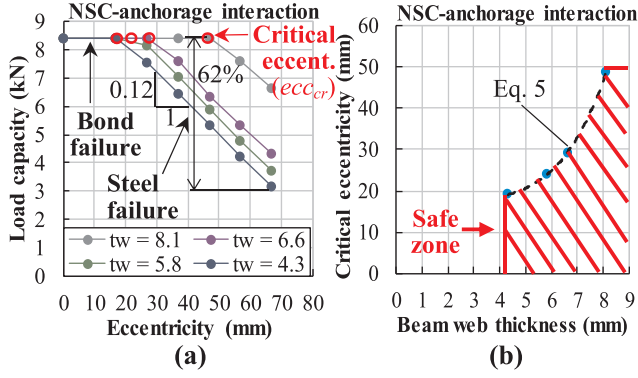 NSC-anchorage interaction
Load capacity (kN)
9
8
7
6
5
4
3
2
1
0
Critical
eccent.
(ecc_cr)
62%
0.12
1
Bond
failure
Steel
failure
tw = 8.1
tw = 6.6
tw = 5.8
tw = 4.3
0 10 20 30 40 50 60 70 80
Eccentricity (mm)
(a)
NSC-anchorage interaction
Critical eccentricity (mm)
60
50
40
30
20
10
0
Eq. 5
Safe
zone
0 1 2 3 4 5 6 7 8 9
Beam web thickness (mm)
(b)